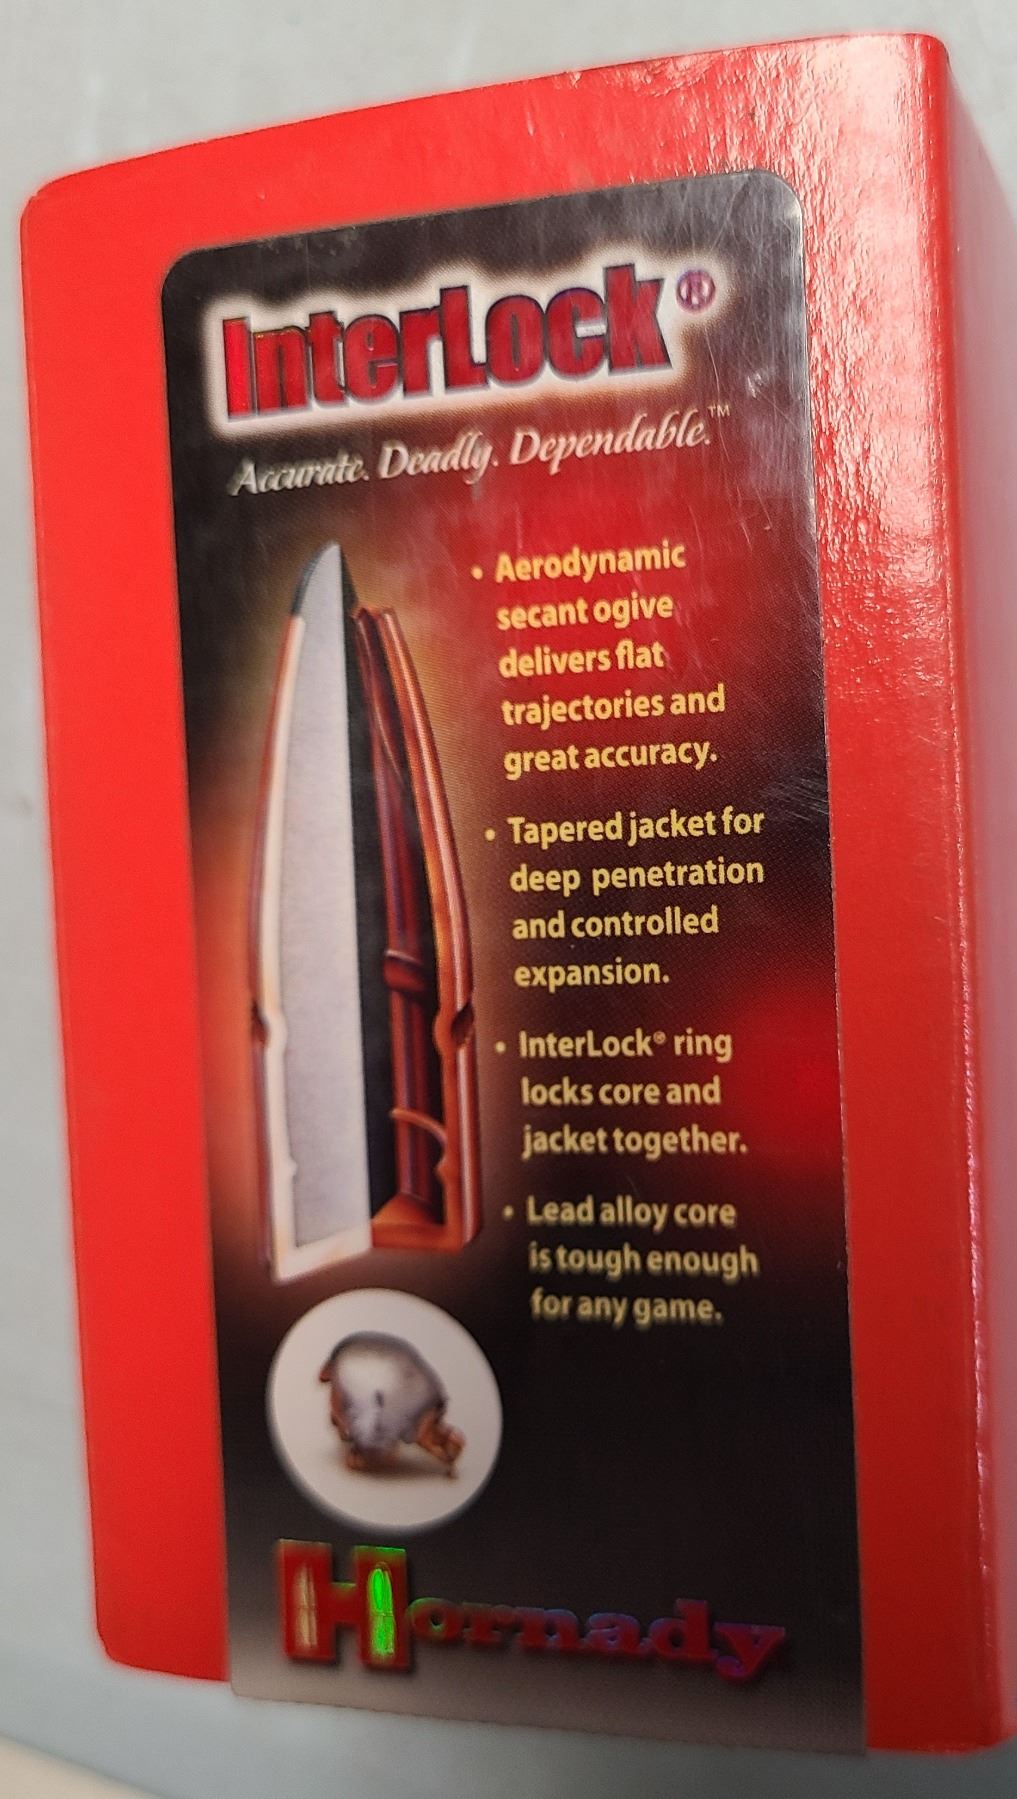 InterLock®
Accurate. Deadly. Dependable.™
• Aerodynamic
secant ogive
delivers flat
trajectories and
great accuracy.
• Tapered jacket for
deep penetration
and controlled
expansion.
• InterLock® ring
locks core and
jacket together.
• Lead alloy core
is tough enough
for any game.
Hornady